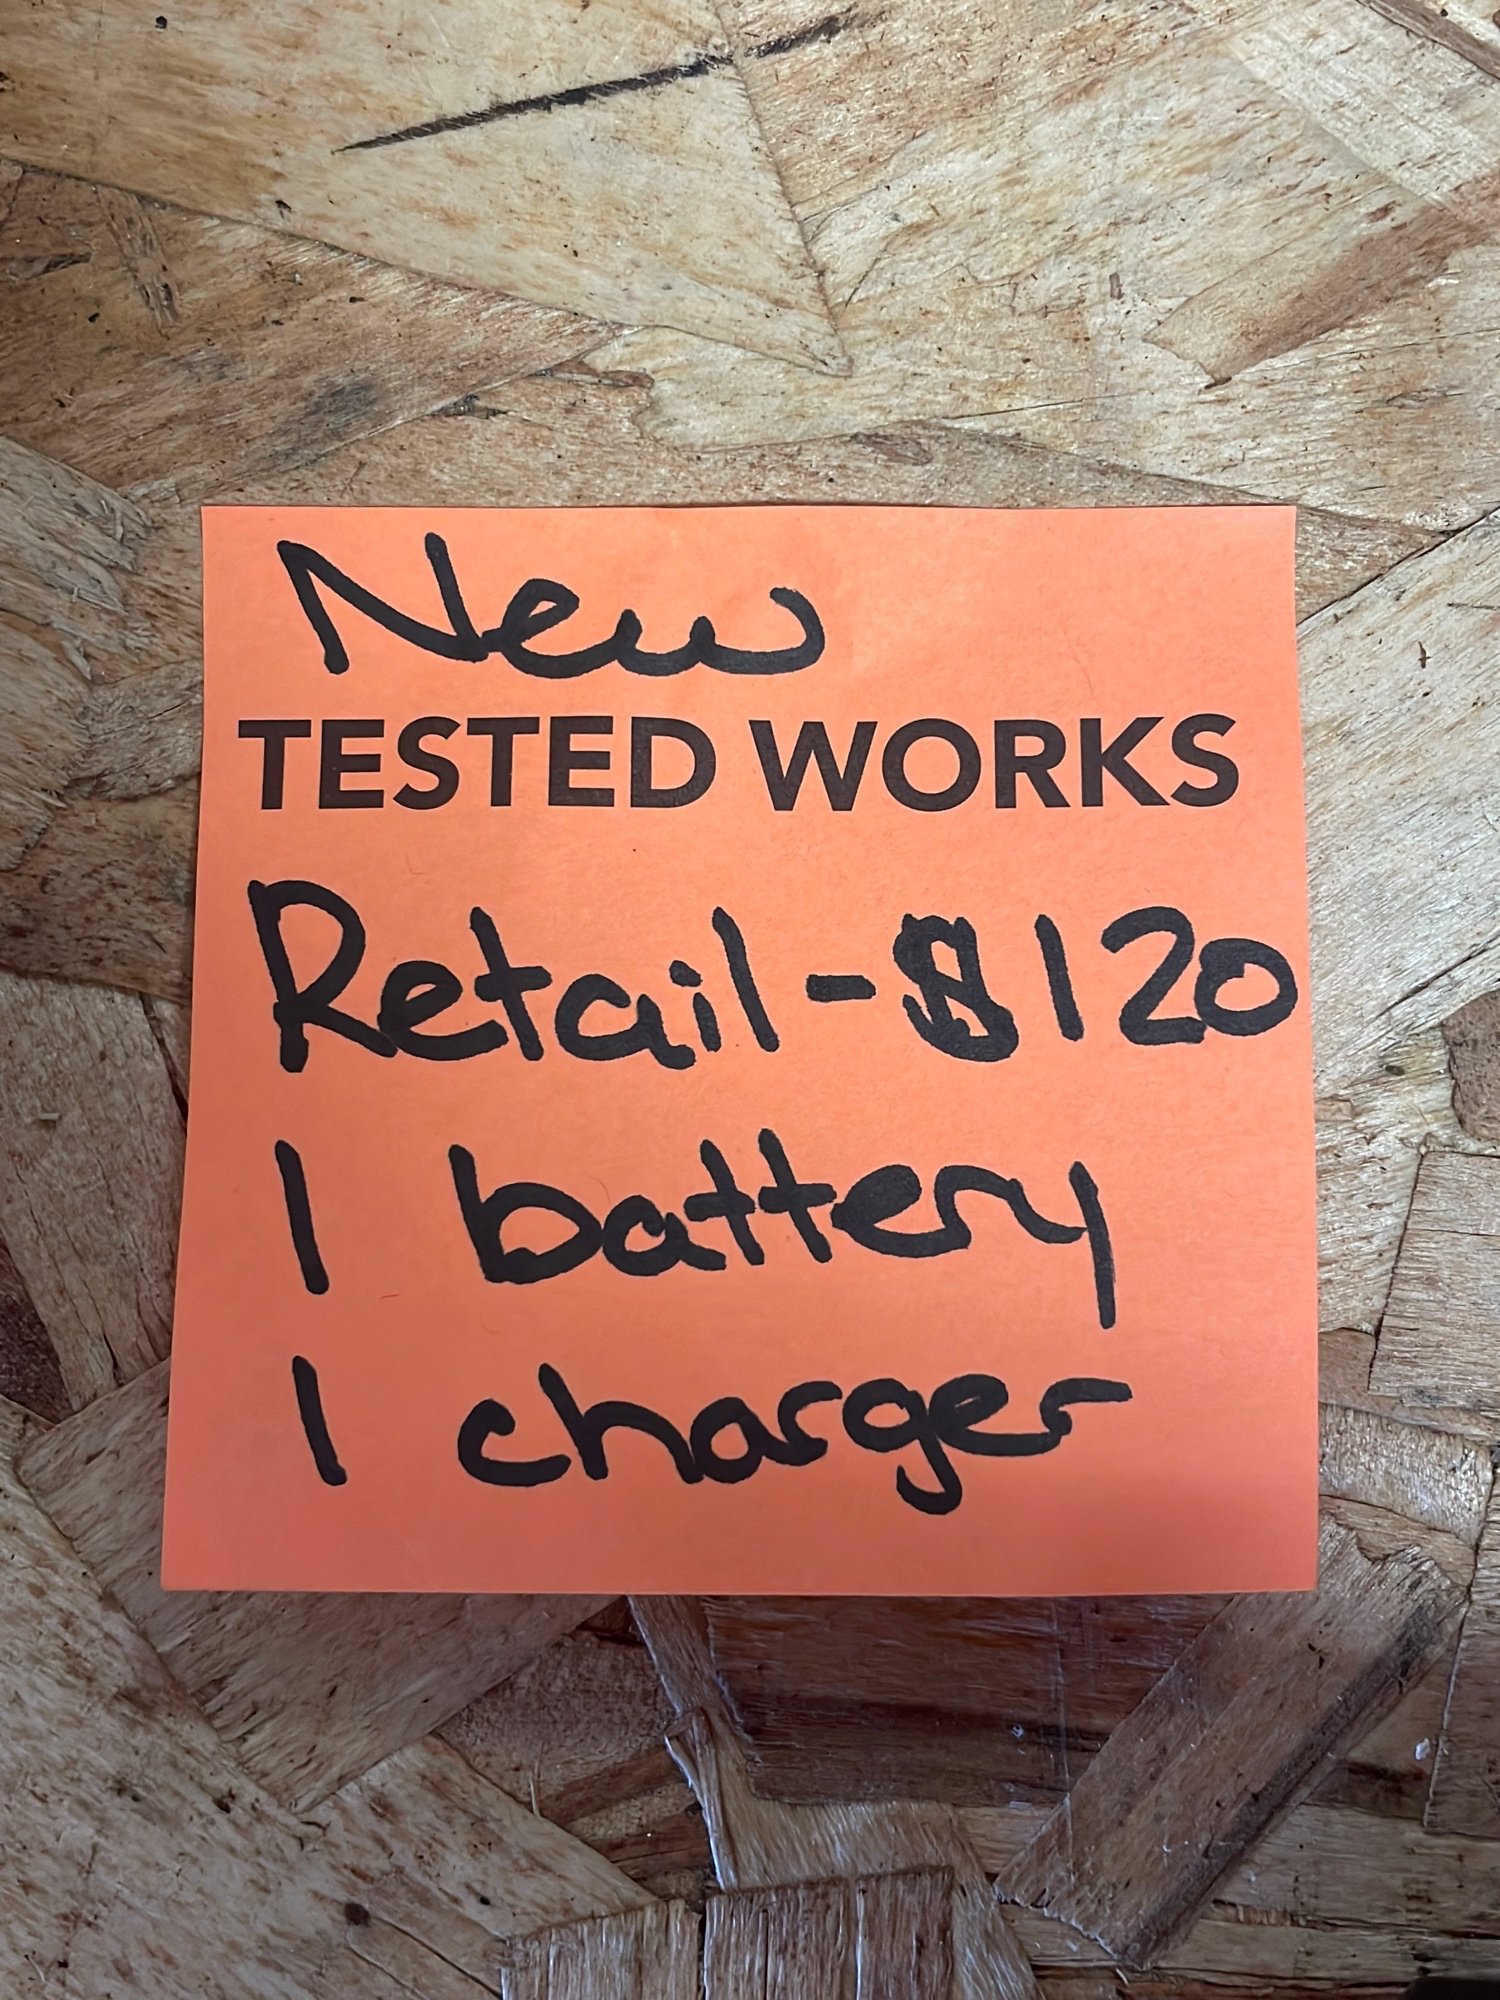 New
TESTED WORKS
Retail-$120
1 battery
1 charger